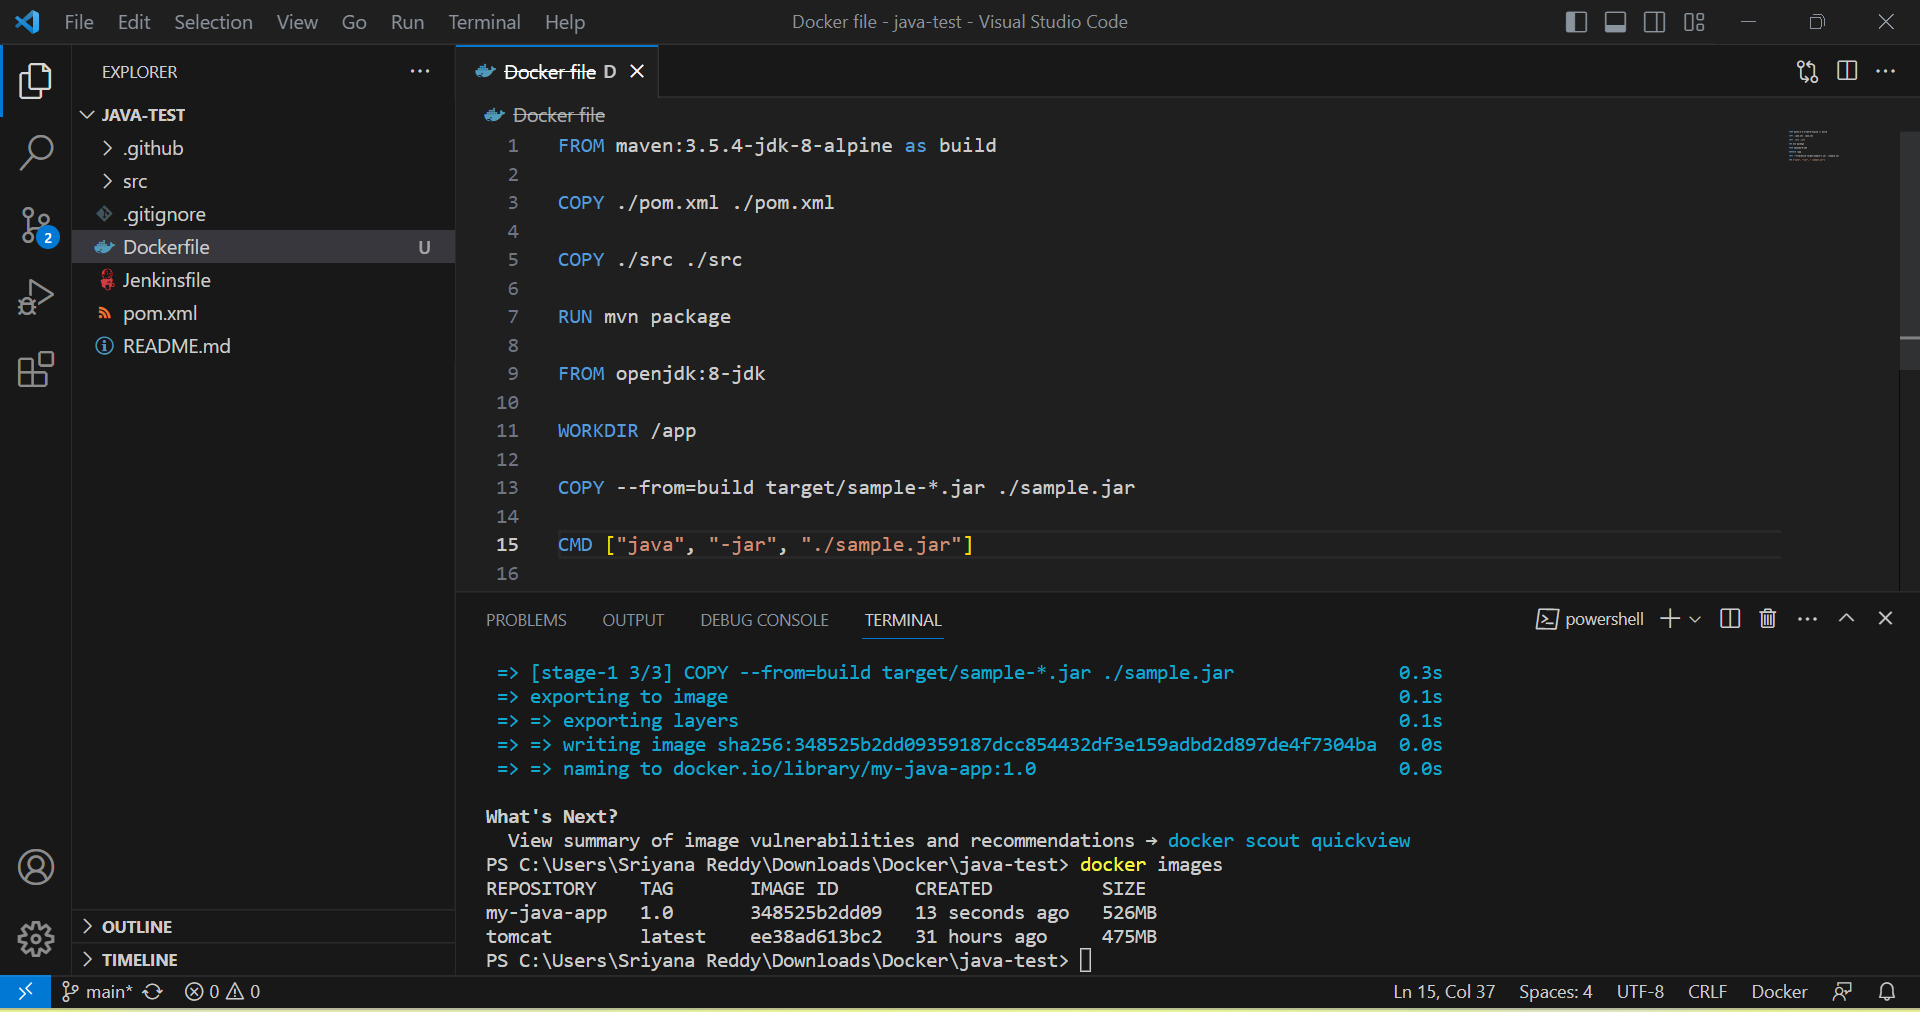 File Edit Selection View Go Run Terminal Help
Docker file - java-test - Visual Studio Code
EXPLORER
JAVA-TEST
.github
src
.gitignore
Dockerfile U
Jenkinsfile
pom.xml
README.md
OUTLINE
TIMELINE
2
Docker file D
Docker file
1 FROM maven:3.5.4-jdk-8-alpine as build
2
3 COPY ./pom.xml ./pom.xml
4
5 COPY ./src ./src
6
7 RUN mvn package
8
9 FROM openjdk:8-jdk
10
11 WORKDIR /app
12
13 COPY --from=build target/sample-*.jar ./sample.jar
14
15 CMD ["java", "-jar", "./sample.jar"]
16
PROBLEMS OUTPUT DEBUG CONSOLE TERMINAL
powershell
=> [stage-1 3/3] COPY --from=build target/sample-*.jar ./sample.jar 0.3s
=> exporting to image 0.1s
=> => exporting layers 0.1s
=> => writing image sha256:348525b2dd09359187dcc854432df3e159adbd2d897de4f7304ba 0.0s
=> => naming to docker.io/library/my-java-app:1.0 0.0s
What's Next?
View summary of image vulnerabilities and recommendations → docker scout quickview
PS C:\Users\Sriyana Reddy\Downloads\Docker\java-test> docker images
REPOSITORY TAG IMAGE ID CREATED SIZE
my-java-app 1.0 348525b2dd09 13 seconds ago 526MB
tomcat latest ee38ad613bc2 31 hours ago 475MB
PS C:\Users\Sriyana Reddy\Downloads\Docker\java-test>
main* 0 0
Ln 15, Col 37 Spaces: 4 UTF-8 CRLF Docker